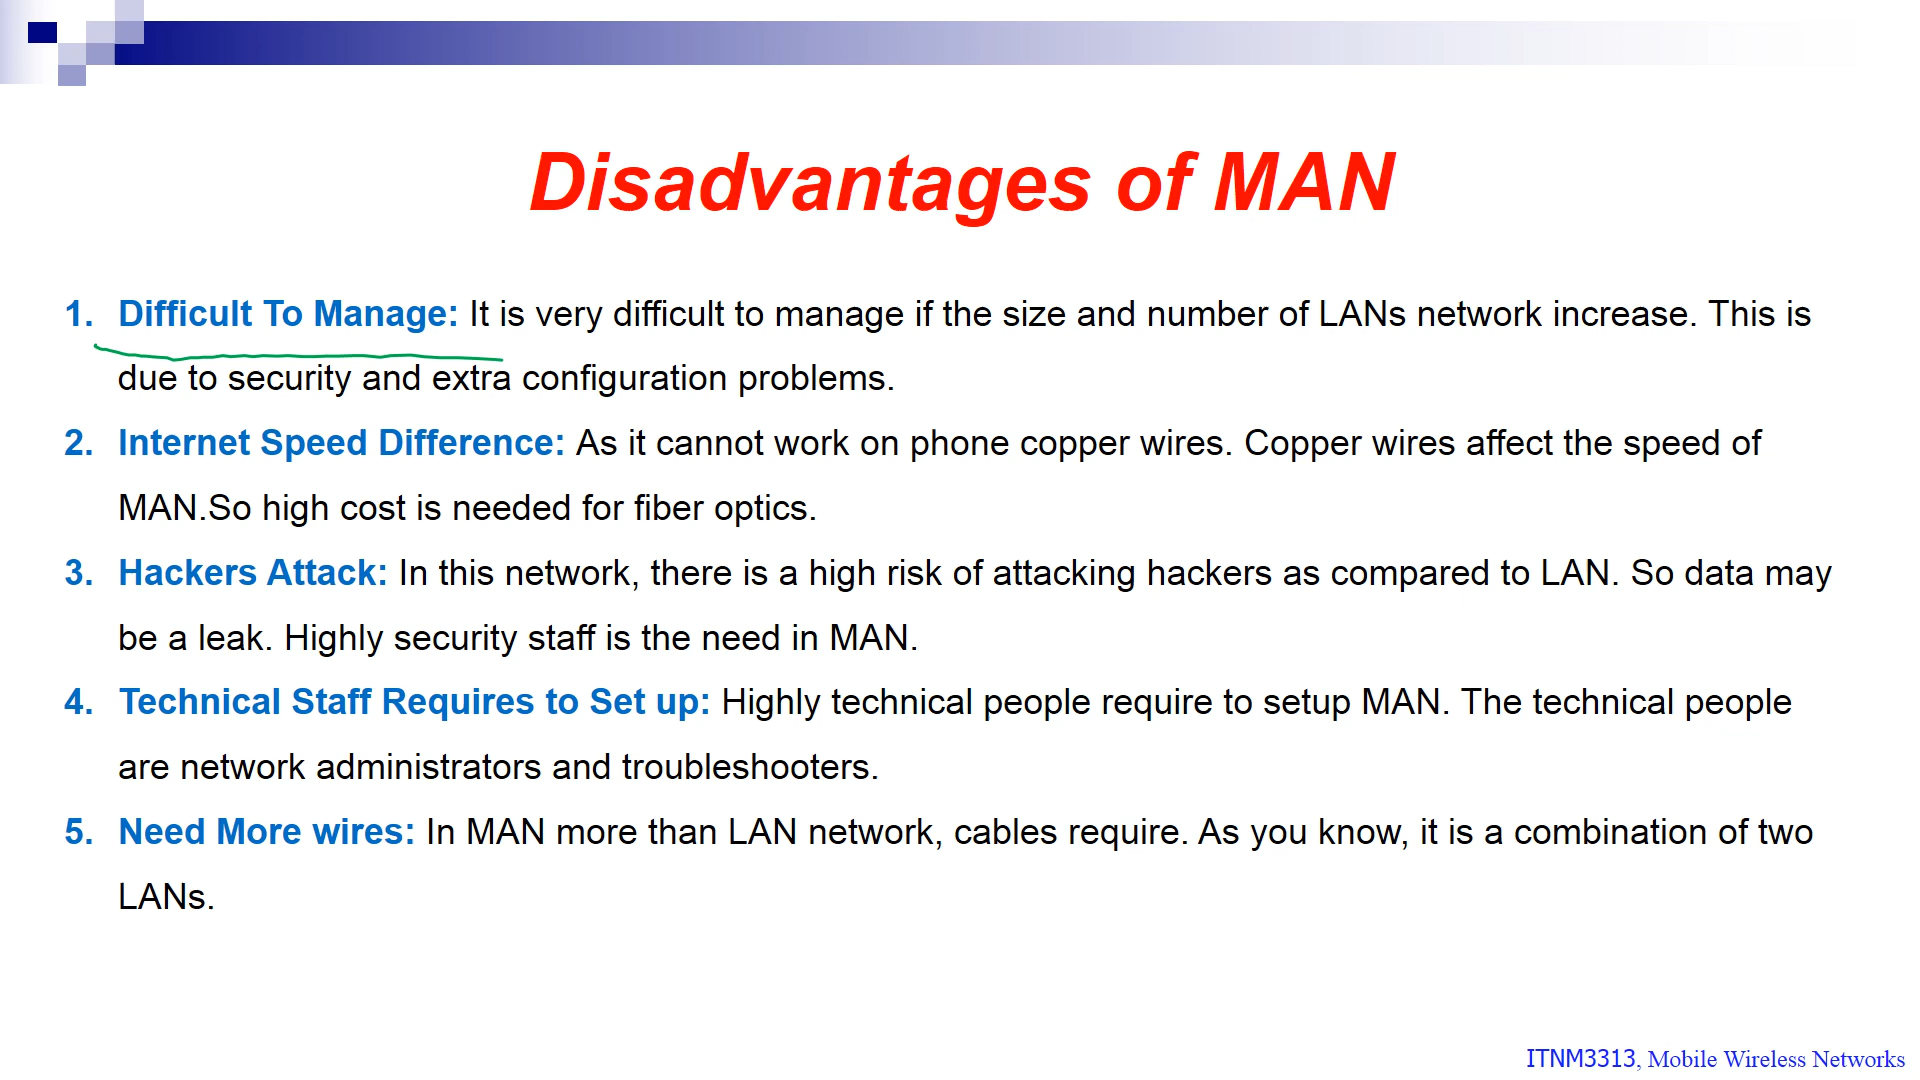 Disadvantages of MAN
1. Difficult To Manage: It is very difficult to manage if the size and number of LANs network increase. This is
due to security and extra configuration problems.
2. Internet Speed Difference: As it cannot work on phone copper wires. Copper wires affect the speed of
MAN.So high cost is needed for fiber optics.
3. Hackers Attack: In this network, there is a high risk of attacking hackers as compared to LAN. So data may
be a leak. Highly security staff is the need in MAN.
4. Technical Staff Requires to Set up: Highly technical people require to setup MAN. The technical people
are network administrators and troubleshooters.
5. Need More wires: In MAN more than LAN network, cables require. As you know, it is a combination of two
LANs.
ITNM3313, Mobile Wireless Networks